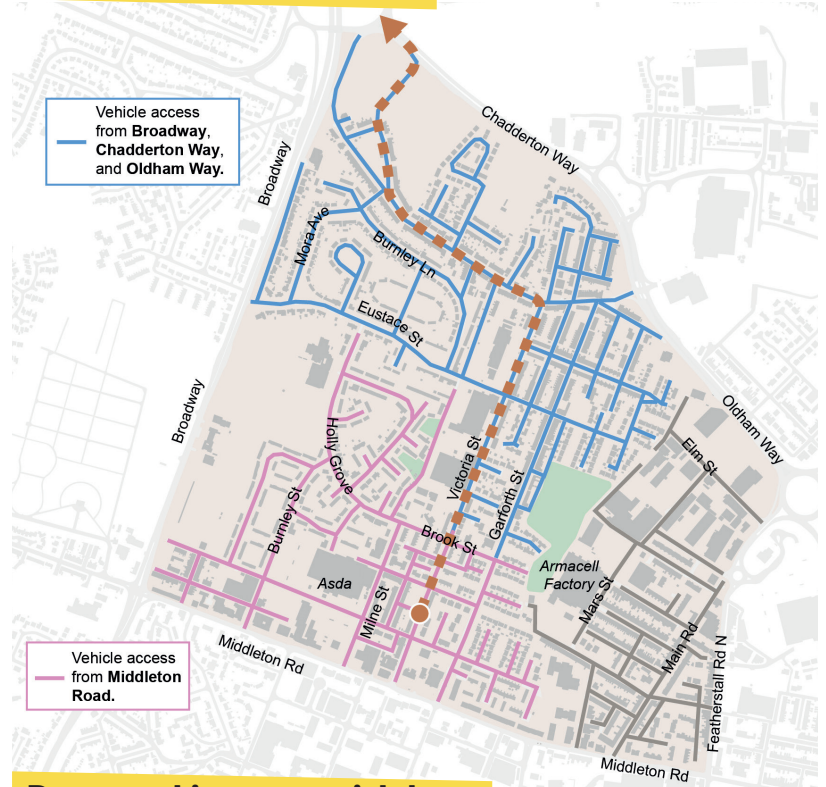 Vehicle access
from Broadway,
Chadderton Way,
and Oldham Way.
Chadderton Way
Broadway
Mora Ave
Burnley Ln
Eustace St
Broadway
Oldham Way
Elm St
Holly Grove
Victoria St
Garforth St
Burnley St
Brook St
Armacell
Factory
Asda
Mars St
Milne St
Main Rd
Featherstall Rd N
Vehicle access
from Middleton
Road.
Middleton Rd
Middleton Rd